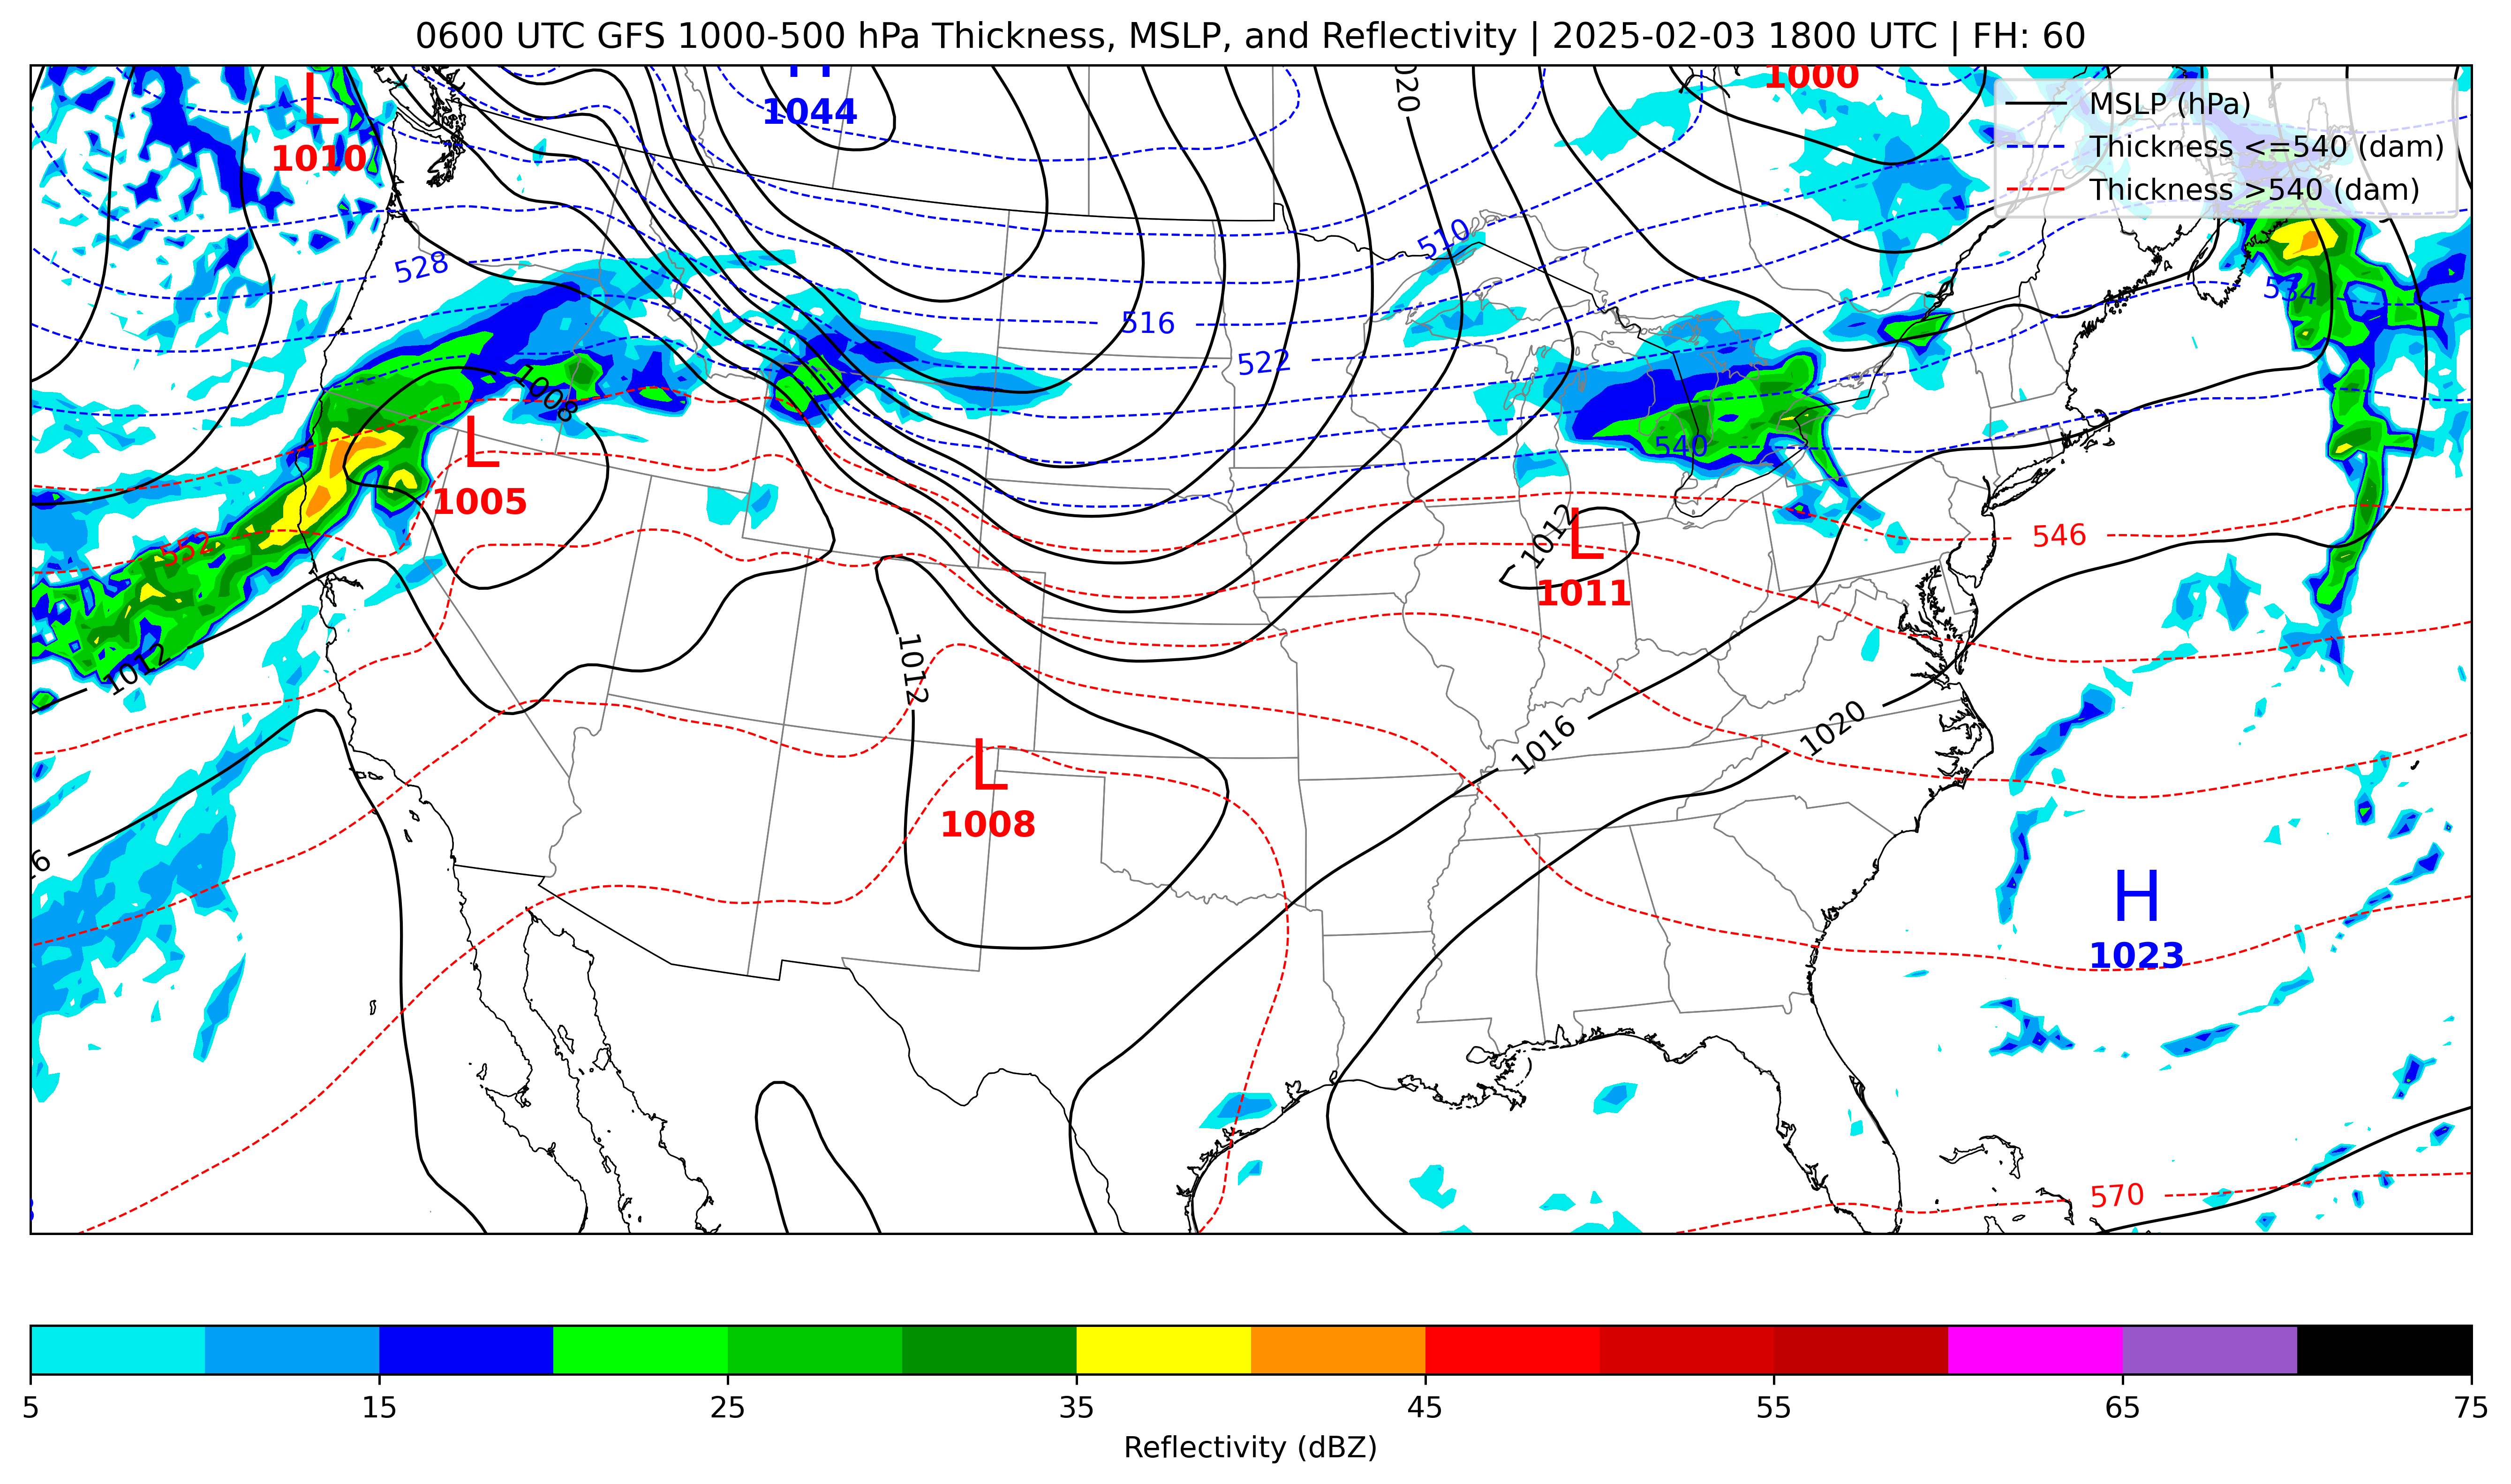 0600 UTC GFS 1000-500 hPa Thickness, MSLP, and Reflectivity | 2025-02-03 1800 UTC | FH: 60
MSLP (hPa)
Thickness <=540 (dam)
Thickness >540 (dam)
L
1010
H
1044
1020
1000
510
528
516
522
534
1008
L
1005
540
552
1012
L
1011
546
1012
1012
1016
1020
L
1008
H
1023
570
5
15
25
35
45
55
65
75
Reflectivity (dBZ)